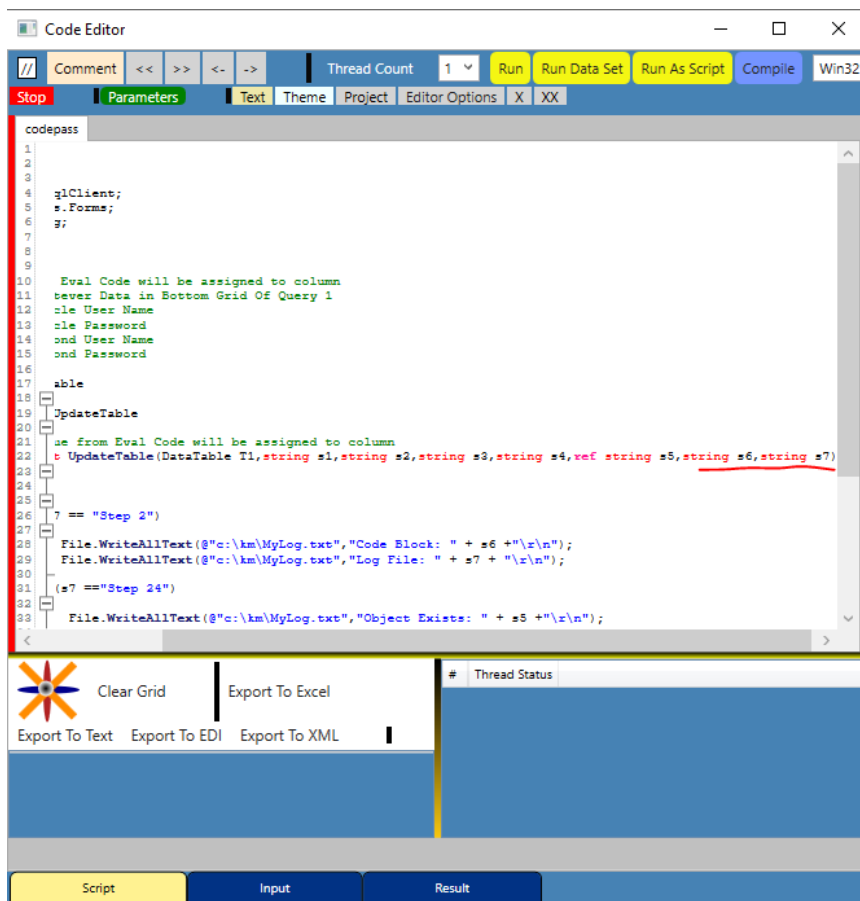 Code Editor
// Comment << >> <- -> Thread Count 1 Run Run Data Set Run As Script Compile Win32
Stop Parameters Text Theme Project Editor Options X XX
codepass
1
2
3
4 qlClient;
5 s.Forms;
6 g;
7
8
9
10 Eval Code will be assigned to column
11 tever Data in Bottom Grid Of Query 1
12 cle User Name
13 cle Password
14 ond User Name
15 ond Password
16
17 able
18
19 UpdateTable
20
21 ue from Eval Code will be assigned to column
22 t UpdateTable(DataTable T1,string s1,string s2,string s3,string s4,ref string s5,string s6,string s7)
23
24
25
26 7 == "Step 2")
27
28 File.WriteAllText(@"c:\km\MyLog.txt","Code Block: " + s6 +"\r\n");
29 File.WriteAllText(@"c:\km\MyLog.txt","Log File: " + s7 + "\r\n");
30
31 (s7 =="Step 24")
32
33 File.WriteAllText(@"c:\km\MyLog.txt","Object Exists: " + s5 +"\r\n");
Clear Grid Export To Excel
Export To Text Export To EDI Export To XML
# Thread Status
Script Input Result